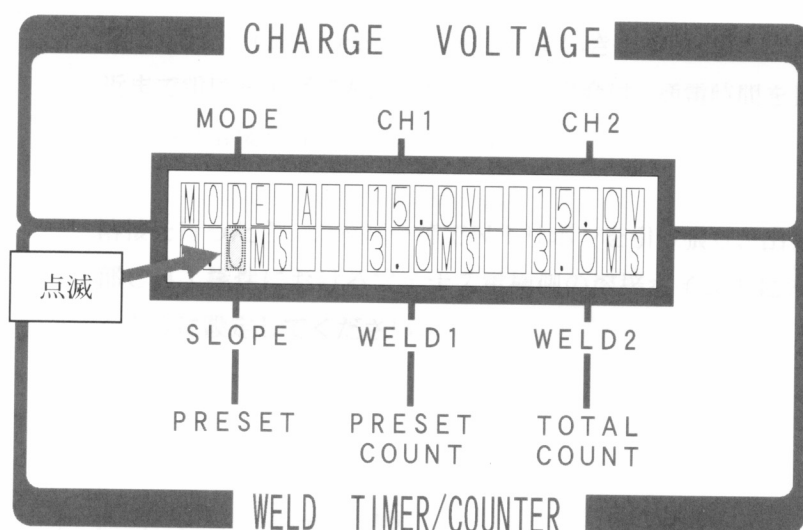 CHARGE VOLTAGE
MODE CH1 CH2
MODE A 15.0V 15.0V
0.0MS 3.0MS 3.0MS
点滅
SLOPE WELD1 WELD2
PRESET PRESET COUNT TOTAL COUNT
WELD TIMER/COUNTER